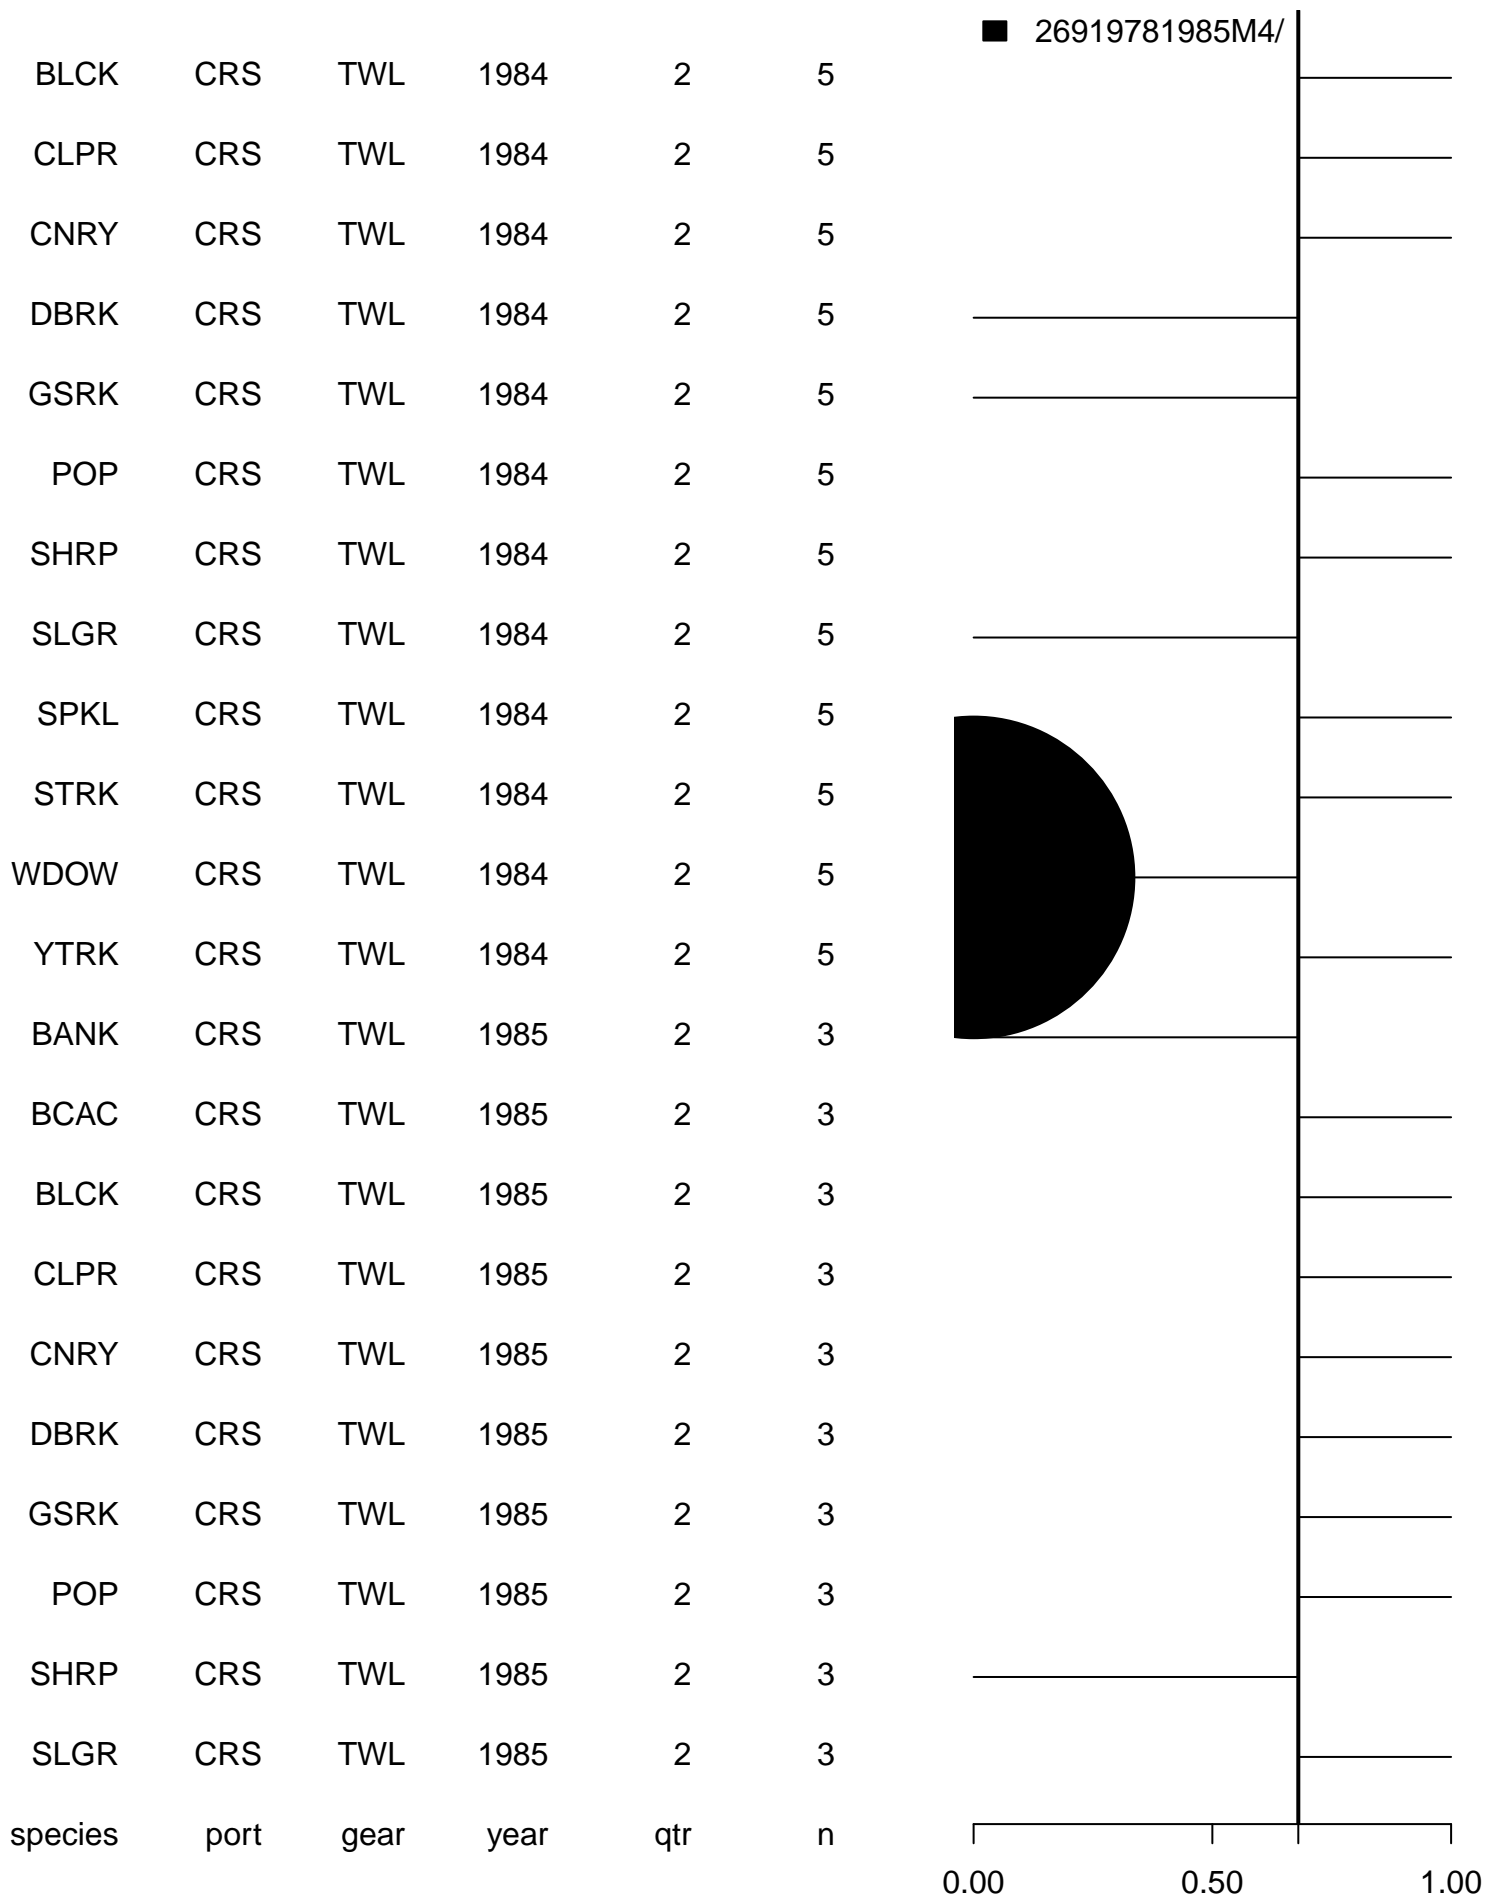 26919781985M4/
BLCK CRS TWL 1984 2 5
CLPR CRS TWL 1984 2 5
CNRY CRS TWL 1984 2 5
DBRK CRS TWL 1984 2 5
GSRK CRS TWL 1984 2 5
POP CRS TWL 1984 2 5
SHRP CRS TWL 1984 2 5
SLGR CRS TWL 1984 2 5
SPKL CRS TWL 1984 2 5
STRK CRS TWL 1984 2 5
WDOW CRS TWL 1984 2 5
YTRK CRS TWL 1984 2 5
BANK CRS TWL 1985 2 3
BCAC CRS TWL 1985 2 3
BLCK CRS TWL 1985 2 3
CLPR CRS TWL 1985 2 3
CNRY CRS TWL 1985 2 3
DBRK CRS TWL 1985 2 3
GSRK CRS TWL 1985 2 3
POP CRS TWL 1985 2 3
SHRP CRS TWL 1985 2 3
SLGR CRS TWL 1985 2 3
species port gear year qtr n
0.00 0.50 1.00